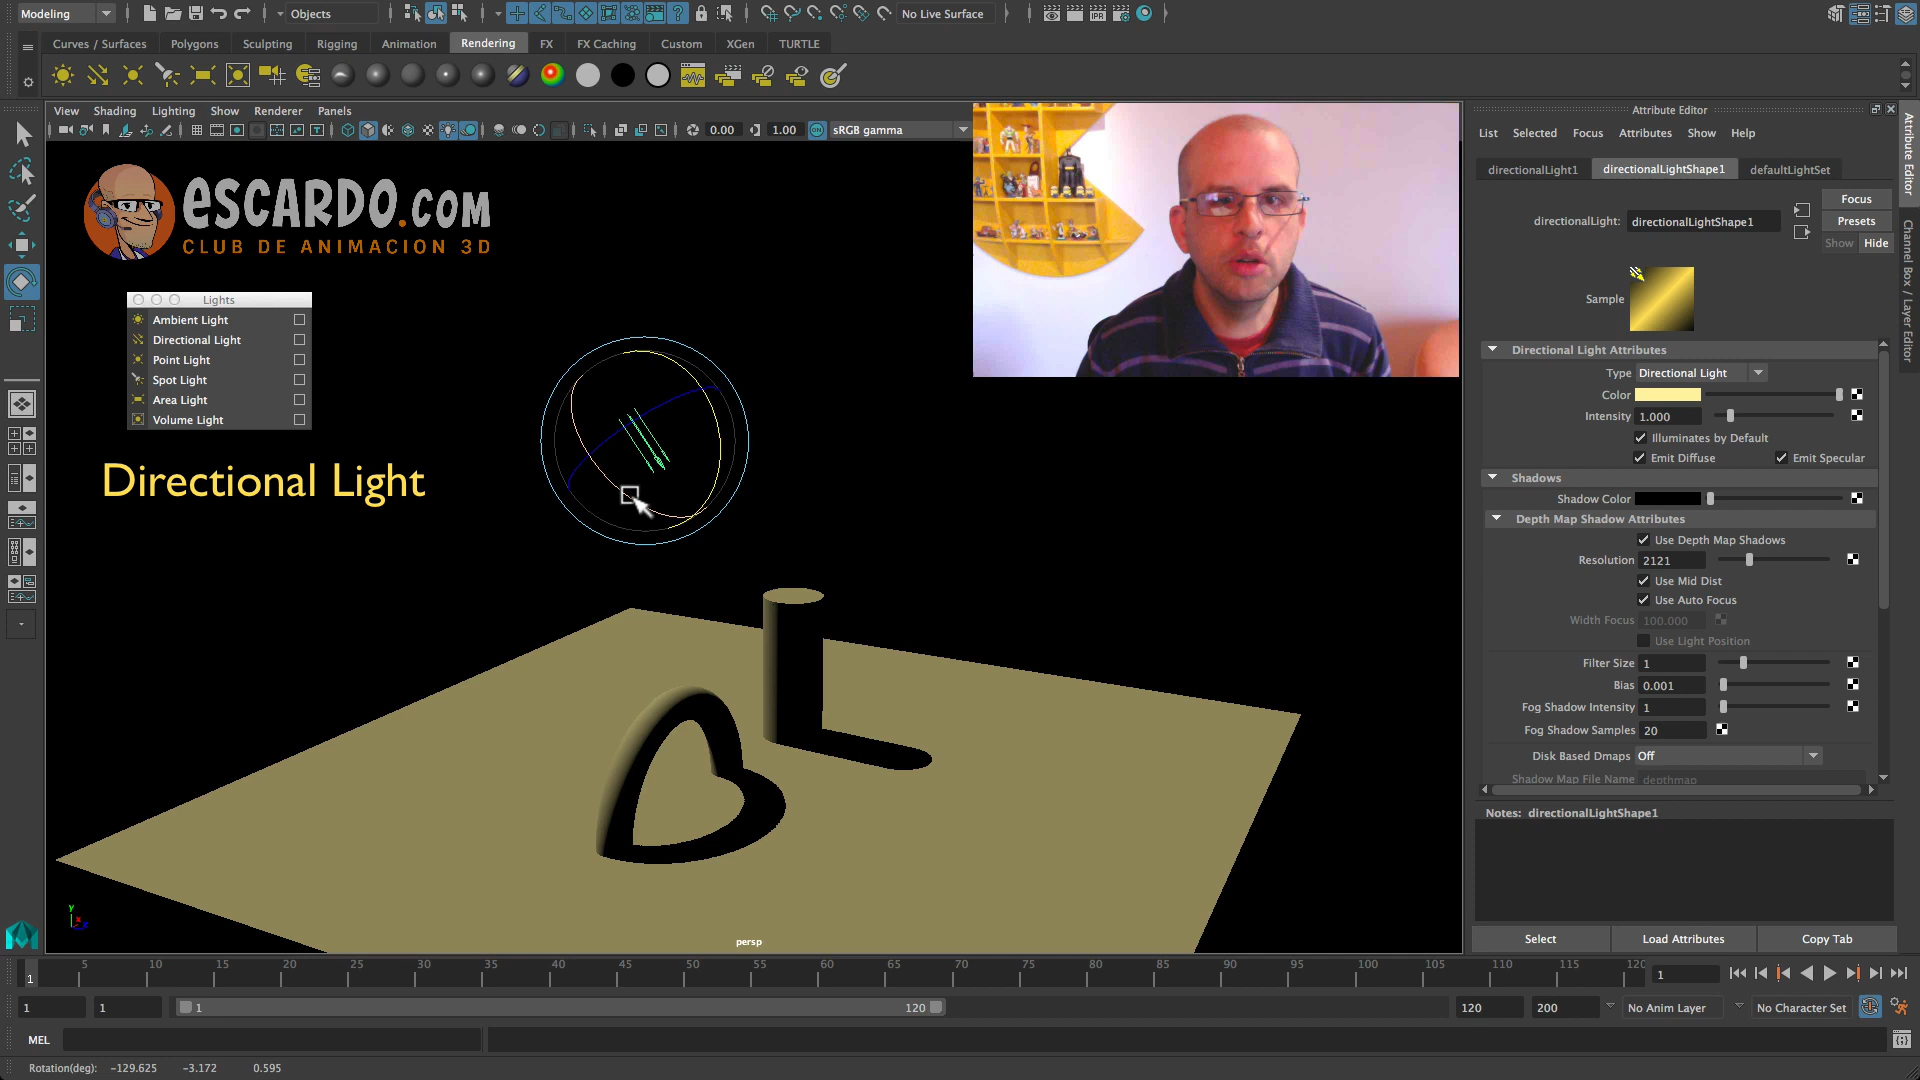 Modeling
Objects
No Live Surface
Curves / Surfaces Polygons Sculpting Rigging Animation Rendering FX FX Caching Custom XGen TURTLE
View Shading Lighting Show Renderer Panels
0.00 1.00 sRGB gamma
ESCARDO.COM
CLUB DE ANIMACION 3D
Lights
Ambient Light
Directional Light
Point Light
Spot Light
Area Light
Volume Light
Directional Light
persp
Attribute Editor
List Selected Focus Attributes Show Help
directionalLight1 directionalLightShape1 defaultLightSet
directionalLight: directionalLightShape1
Focus
Presets
Show Hide
Sample
Directional Light Attributes
Type Directional Light
Color
Intensity 1.000
Illuminates by Default
Emit Diffuse Emit Specular
Shadows
Shadow Color
Depth Map Shadow Attributes
Use Depth Map Shadows
Resolution 2121
Use Mid Dist
Use Auto Focus
Width Focus 100.000
Use Light Position
Filter Size 1
Bias 0.001
Fog Shadow Intensity 1
Fog Shadow Samples 20
Disk Based Dmaps Off
Shadow Map File Name depthmap
Notes: directionalLightShape1
Select Load Attributes Copy Tab
Attribute Editor
Channel Box / Layer Editor
1 5 10 15 20 25 30 35 40 45 50 55 60 65 70 75 80 85 90 95 100 105 110 115 120
1
1 1 1 120 120 200 No Anim Layer No Character Set
MEL
Rotation(deg): -129.625 -3.172 0.595
y
x